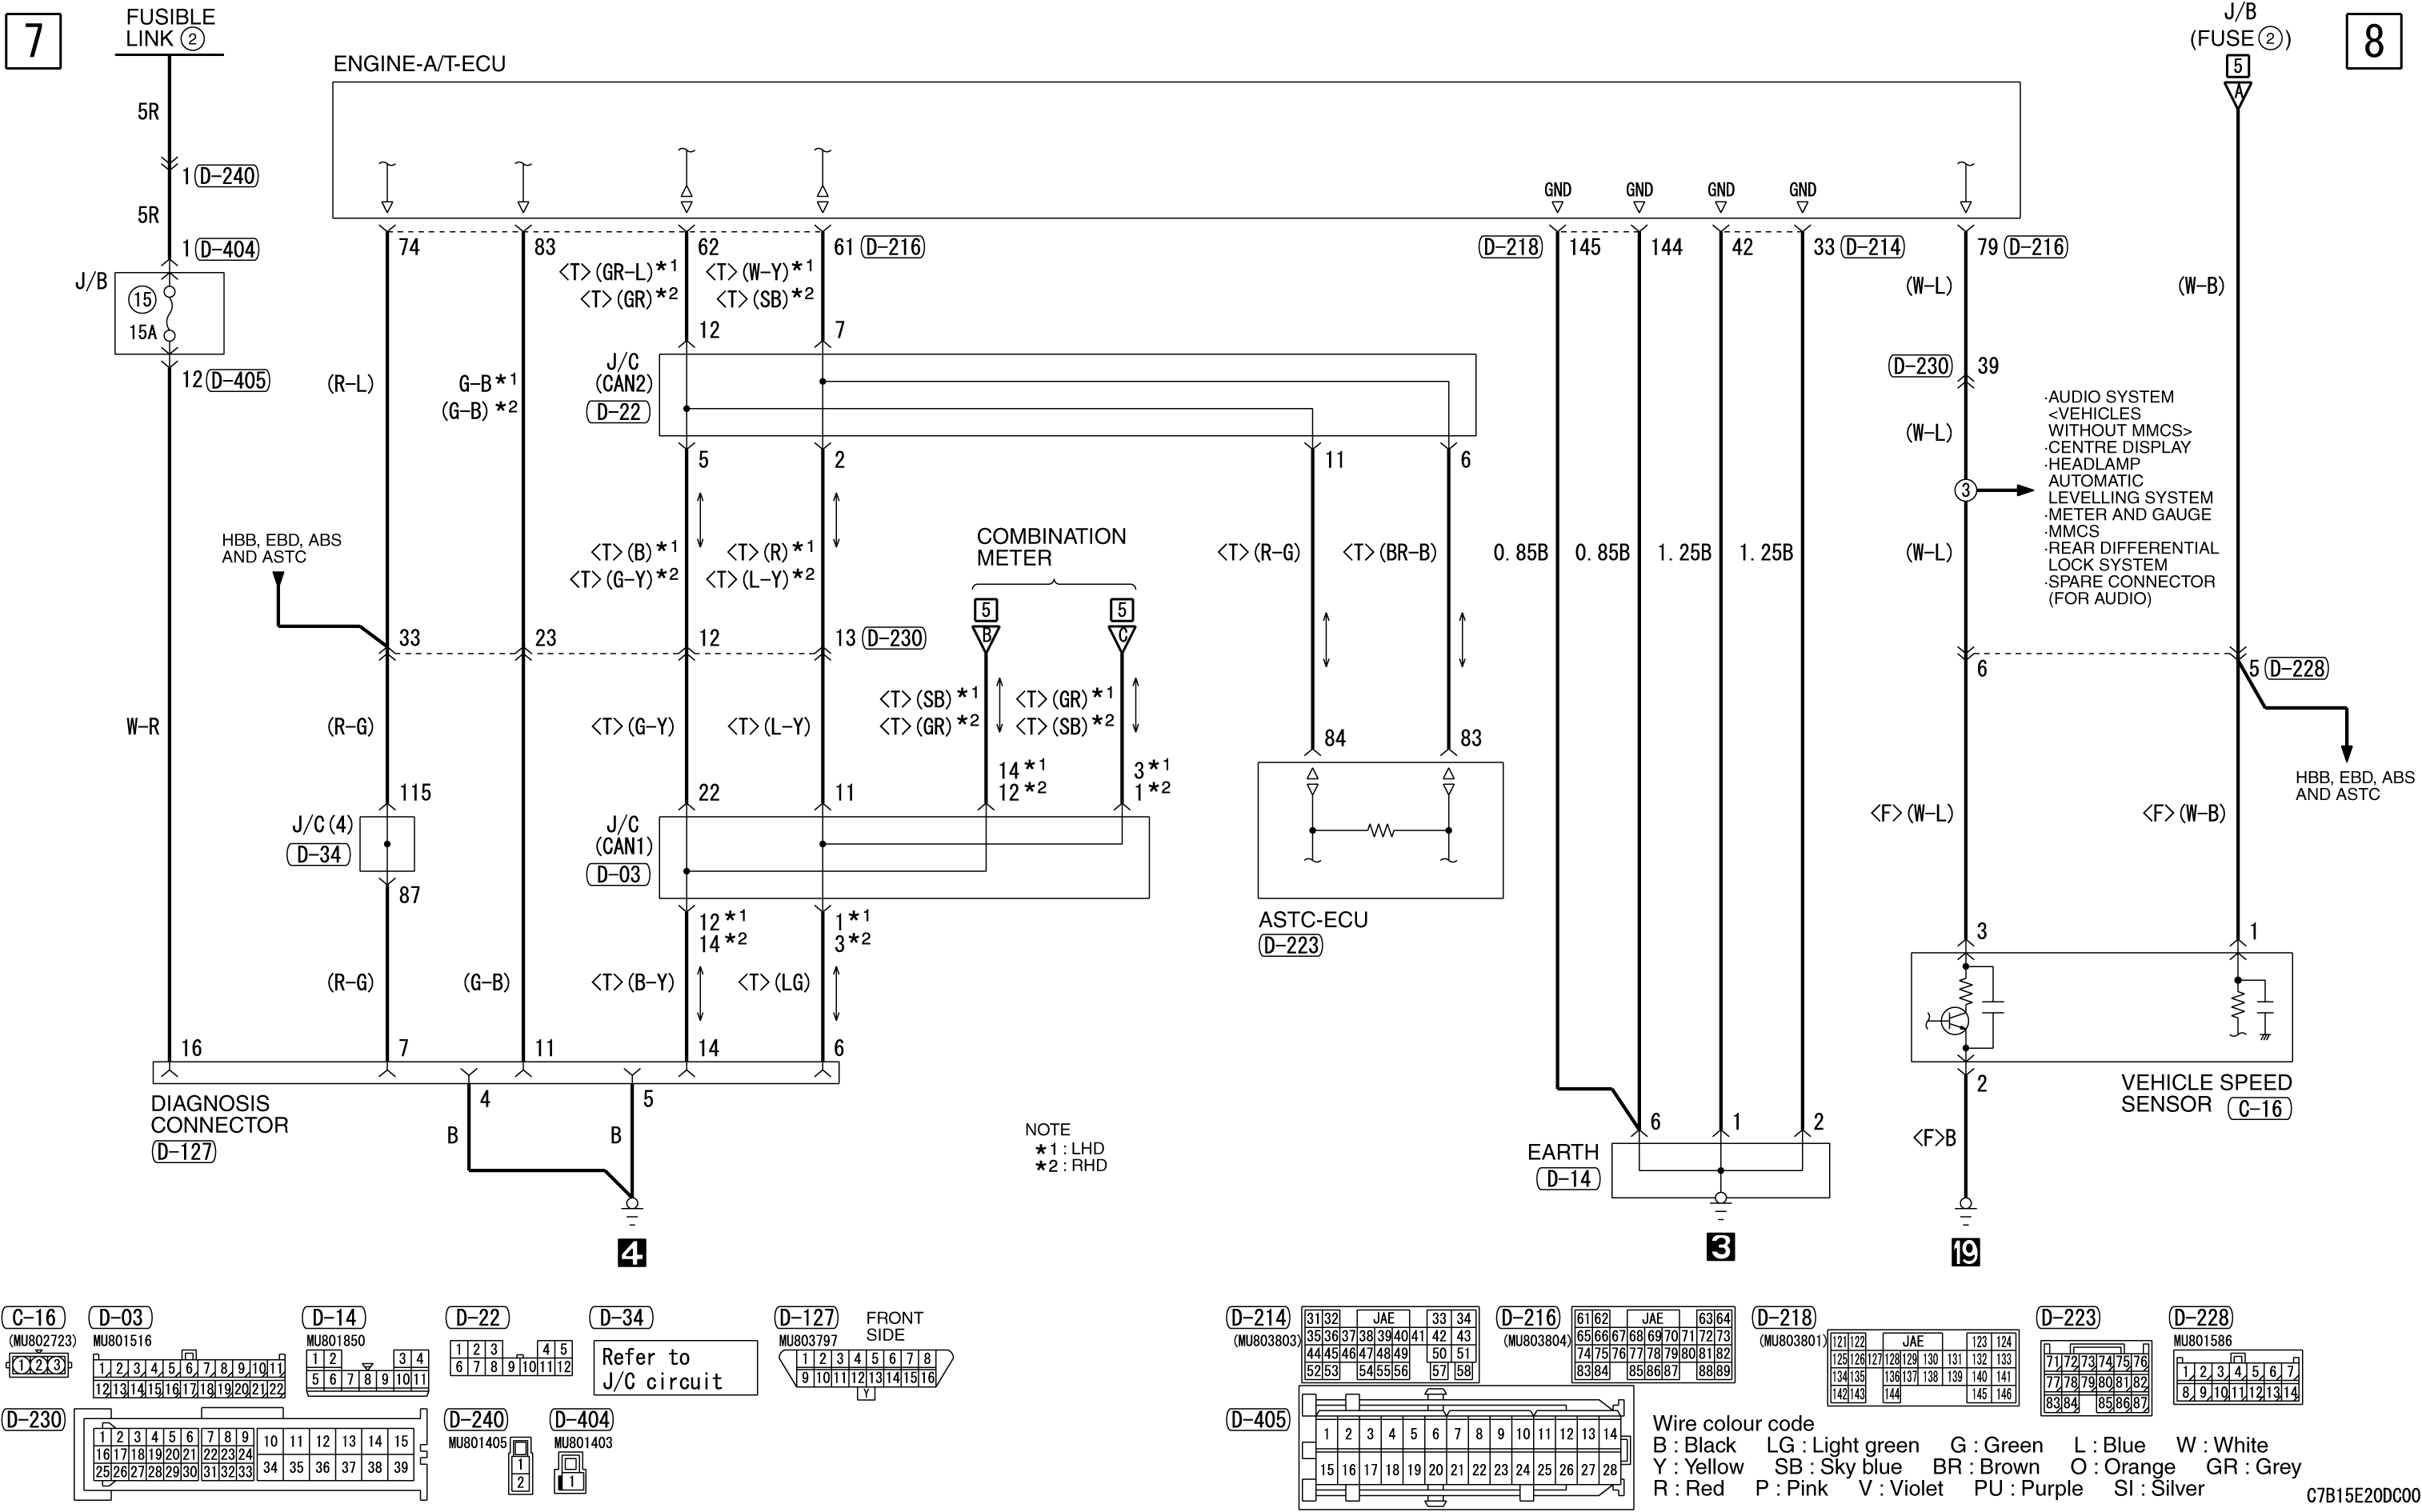 7
FUSIBLE
LINK 2
J/B
(FUSE 2)
8
5
A
ENGINE-A/T-ECU
5R
1 D-240
5R
1 D-404
J/B
15
15A
12 D-405
GND GND GND GND
74 83 62 61 D-216
D-218 145 144 42 33 D-214 79 D-216
<T>(GR-L)*1 <T>(W-Y)*1
<T>(GR)*2 <T>(SB)*2
(W-L) (W-B)
12 7
J/C
(CAN2)
D-22
(R-L) G-B*1
(G-B)*2
D-230 39
5 2 11 6
(W-L)
3
·AUDIO SYSTEM
<VEHICLES
WITHOUT MMCS>
·CENTRE DISPLAY
·HEADLAMP
AUTOMATIC
LEVELLING SYSTEM
·METER AND GAUGE
·MMCS
·REAR DIFFERENTIAL
LOCK SYSTEM
·SPARE CONNECTOR
(FOR AUDIO)
HBB, EBD, ABS
AND ASTC
<T>(B)*1 <T>(R)*1
<T>(G-Y)*2 <T>(L-Y)*2
COMBINATION
METER
5 5
B C
<T>(R-G) <T>(BR-B) 0.85B 0.85B 1.25B 1.25B (W-L)
33 23 12 13 D-230
6 5 D-228
<T>(SB)*1 <T>(GR)*1
<T>(GR)*2 <T>(SB)*2
W-R (R-G) <T>(G-Y) <T>(L-Y)
84 83
14*1 3*1
12*2 1*2
115 22 11
HBB, EBD, ABS
AND ASTC
J/C(4)
D-34
J/C
(CAN1)
D-03
<F>(W-L) <F>(W-B)
87
12*1 1*1
14*2 3*2
ASTC-ECU
D-223
3 1
(R-G) (G-B) <T>(B-Y) <T>(LG)
16 7 11 14 6
4 5
DIAGNOSIS
CONNECTOR
D-127
B B
4
NOTE
*1 : LHD
*2 : RHD
6 1 2
EARTH
D-14
3
2
VEHICLE SPEED
SENSOR C-16
<F>B
19
C-16
(MU802723)
1 2 3
D-03
MU801516
1 2 3 4 5 6 7 8 9 10 11
12 13 14 15 16 17 18 19 20 21 22
D-14
MU801850
1 2 3 4
5 6 7 8 9 10 11
D-22
1 2 3 4 5
6 7 8 9 10 11 12
D-34
Refer to
J/C circuit
D-127
MU803797
FRONT
SIDE
1 2 3 4 5 6 7 8
9 10 11 12 13 14 15 16
Y
D-214
(MU803803)
31 32 JAE 33 34
35 36 37 38 39 40 41 42 43
44 45 46 47 48 49 50 51
52 53 54 55 56 57 58
D-216
(MU803804)
61 62 JAE 63 64
65 66 67 68 69 70 71 72 73
74 75 76 77 78 79 80 81 82
83 84 85 86 87 88 89
D-218
(MU803801)
121 122 JAE 123 124
125 126 127 128 129 130 131 132 133
134 135 136 137 138 139 140 141
142 143 144 145 146
D-223
71 72 73 74 75 76
77 78 79 80 81 82
83 84 85 86 87
D-228
MU801586
1 2 3 4 5 6 7
8 9 10 11 12 13 14
D-230
1 2 3 4 5 6 7 8 9 10 11 12 13 14 15
16 17 18 19 20 21 22 23 24
25 26 27 28 29 30 31 32 33 34 35 36 37 38 39
D-240
MU801405
1
2
D-404
MU801403
1
D-405
1 2 3 4 5 6 7 8 9 10 11 12 13 14
15 16 17 18 19 20 21 22 23 24 25 26 27 28
Wire colour code
B : Black LG : Light green G : Green L : Blue W : White
Y : Yellow SB : Sky blue BR : Brown O : Orange GR : Grey
R : Red P : Pink V : Violet PU : Purple SI : Silver
C7B15E20DC00